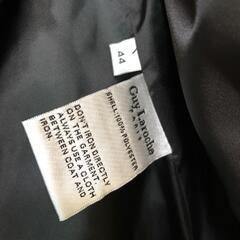 44
Guy Laroche
PARIS
SHELL:100%POLYESTER
DON'T IRON DIRECTLY
ON THE GARMENT
ALWAYS USE A CLOTH
BETWEEN COAT AND
IRON.